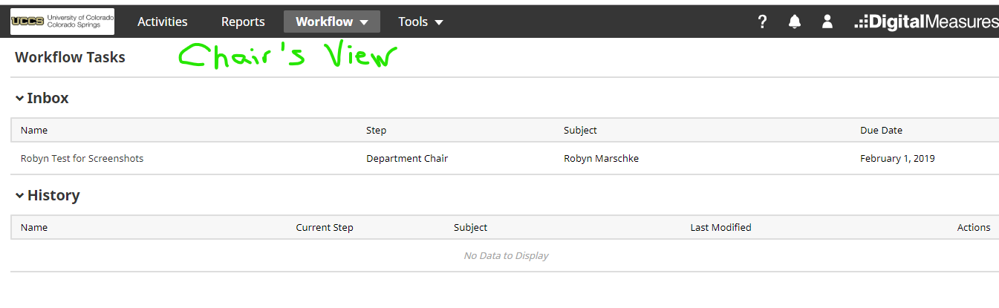 UCCS University of Colorado Colorado Springs Activities Reports Workflow Tools ? DigitalMeasures
Workflow Tasks Chair's View
Inbox
Name Step Subject Due Date
Robyn Test for Screenshots Department Chair Robyn Marschke February 1, 2019
History
Name Current Step Subject Last Modified Actions
No Data to Display